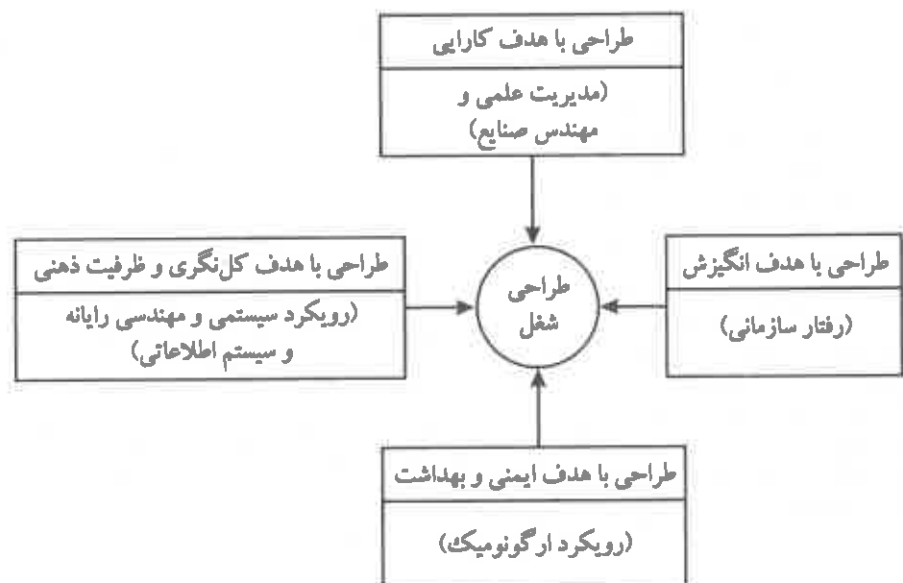 طراحی با هدف کارایی
(مدیریت علمی و
مهندس صنایع)
طراحی با هدف انگیزش
(رفتار سازمانی)
طراحی
شغل
طراحی با هدف کل‌نگری و ظرفیت ذهنی
(رویکرد سیستمی و مهندسی رایانه
و سیستم اطلاعاتی)
طراحی با هدف ایمنی و بهداشت
(رویکرد ارگونومیک)